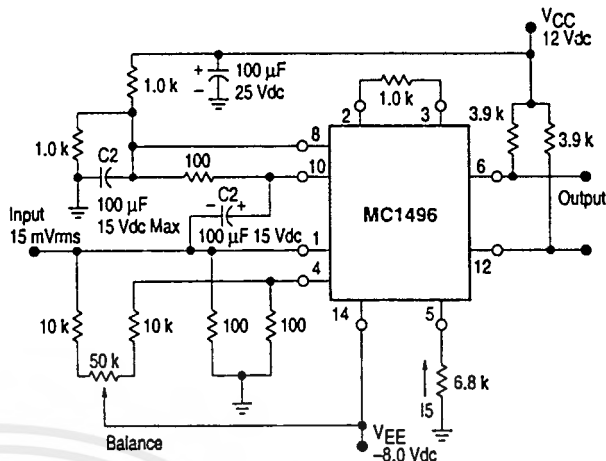 VCC
12 Vdc
1.0 k
+
100 µF
–
25 Vdc
1.0 k
2
3
3.9 k
3.9 k
1.0 k
8
C2
100
10
6
100 µF
15 Vdc Max
– C2 +
MC1496
Output
Input
15 mVrms
100 µF 15 Vdc
1
12
4
14
5
10 k
10 k
100
100
50 k
I5
6.8 k
Balance
VEE
–8.0 Vdc